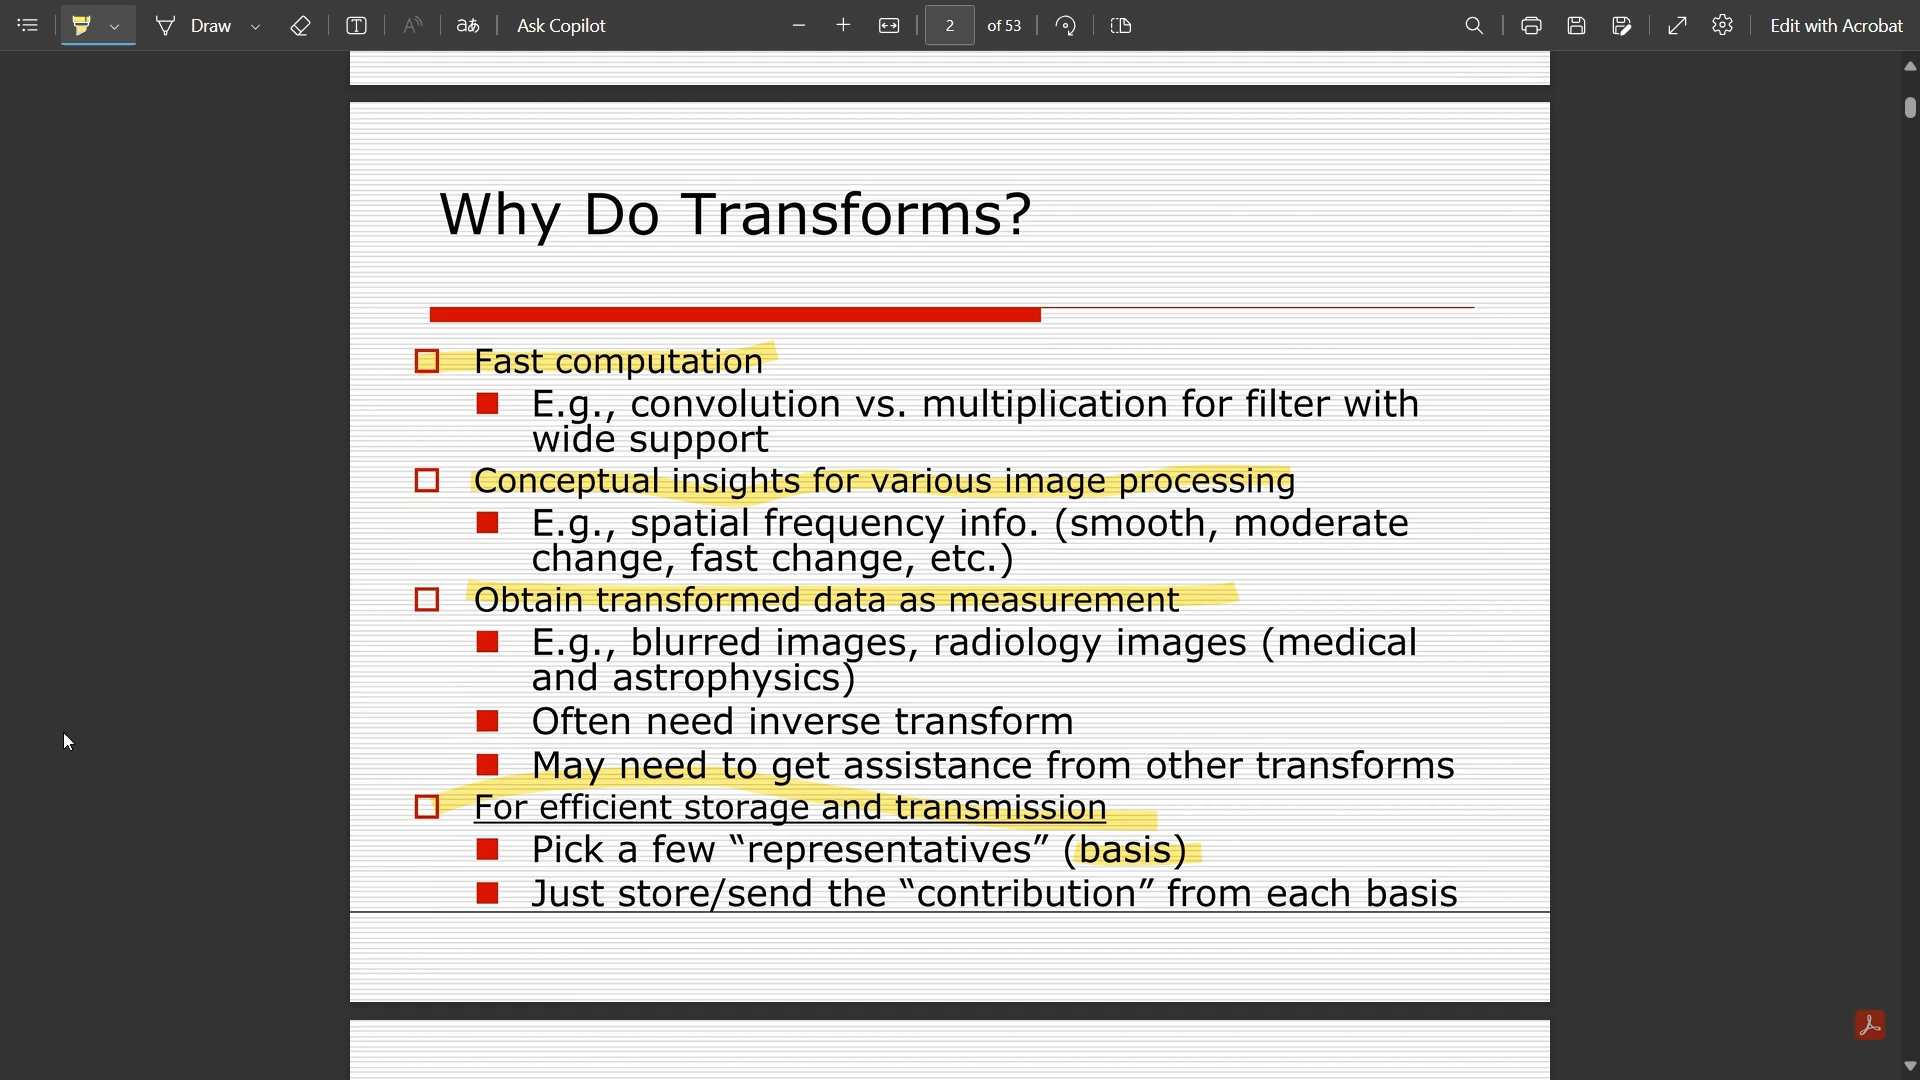 Draw
aあ
Ask Copilot
2 of 53
Edit with Acrobat
Why Do Transforms?
Fast computation
E.g., convolution vs. multiplication for filter with
wide support
Conceptual insights for various image processing
E.g., spatial frequency info. (smooth, moderate
change, fast change, etc.)
Obtain transformed data as measurement
E.g., blurred images, radiology images (medical
and astrophysics)
Often need inverse transform
May need to get assistance from other transforms
For efficient storage and transmission
Pick a few “representatives” (basis)
Just store/send the “contribution” from each basis